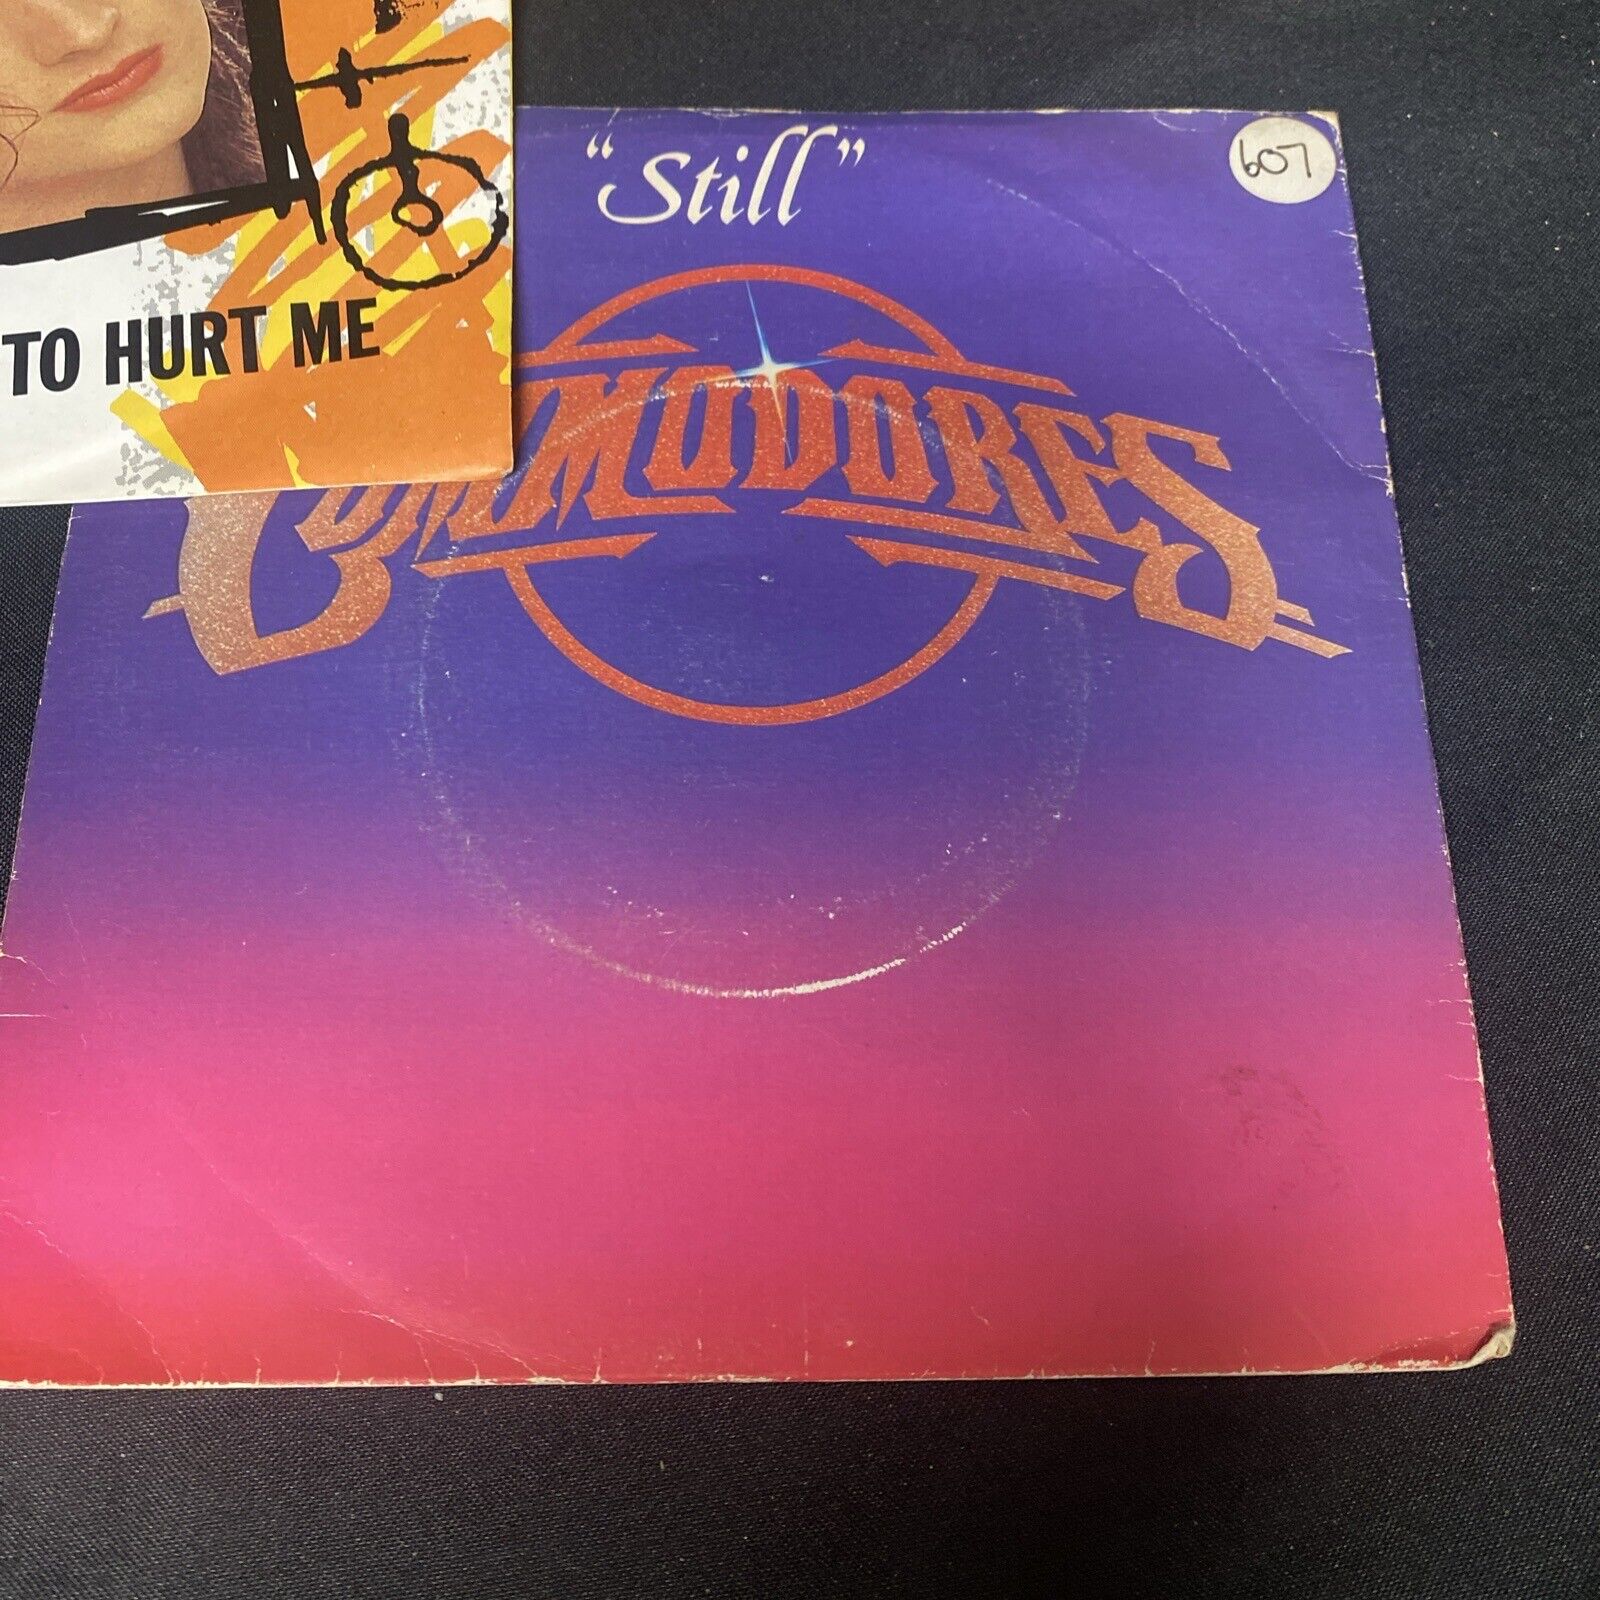 "Still"
607
TO HURT ME
COMMODORES